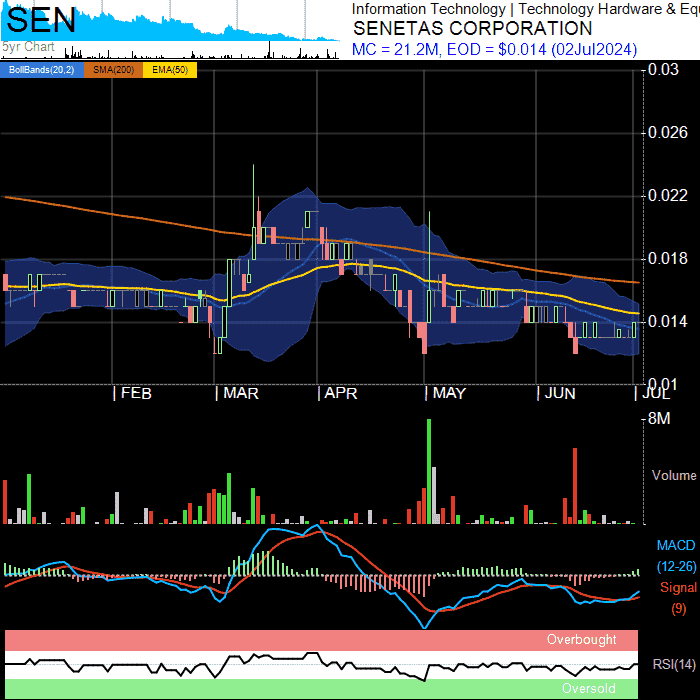 SEN
5yr Chart
Information Technology | Technology Hardware & Equ
SENETAS CORPORATION
MC = 21.2M, EOD = $0.014 (02Jul2024)
BollBands(20,2) SMA(200) EMA(50)
0.03
0.026
0.022
0.018
0.014
0.01
FEB MAR APR MAY JUN JUL
8M
Volume
MACD
(12-26)
Signal
(9)
Overbought
RSI(14)
Oversold